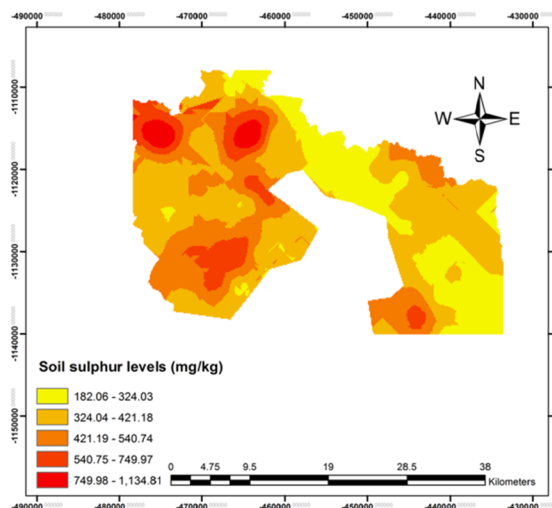 -490000 -480000 -470000 -460000 -450000 -440000 -430000
-1110000
-1120000
-1130000
-1140000
-1150000
N
W E
S
Soil sulphur levels (mg/kg)
182.06 - 324.03
324.04 - 421.18
421.19 - 540.74
540.75 - 749.97
749.98 - 1,134.81
0 4.75 9.5 19 28.5 38
Kilometers
-490000 -480000 -470000 -460000 -450000 -440000 -430000